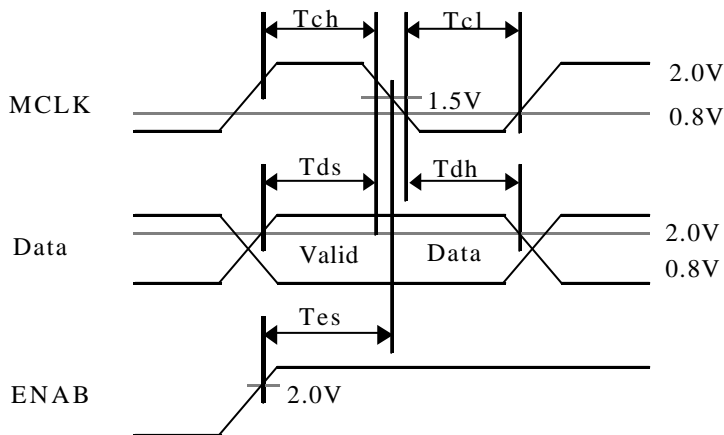 Tch Tcl
2.0V
MCLK 1.5V
0.8V
Tds Tdh
Data Valid Data 2.0V
0.8V
Tes
ENAB 2.0V